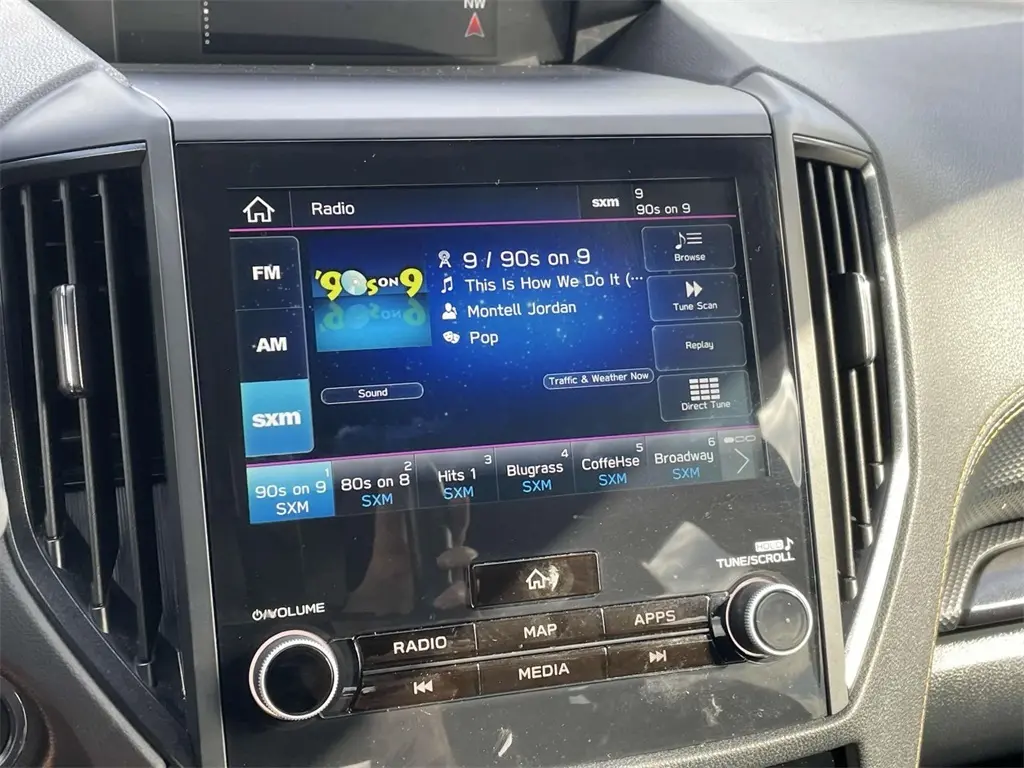 NW
Radio
sxm
9
90s on 9
FM
AM
sxm
'90s ON 9
9 / 90s on 9
This Is How We Do It (···
Montell Jordan
Pop
Sound
Traffic & Weather Now
Browse
Tune Scan
Replay
Direct Tune
1
90s on 9
SXM
2
80s on 8
SXM
3
Hits 1
SXM
4
Blugrass
SXM
5
CoffeHse
SXM
6
Broadway
SXM
HOLD
TUNE/SCROLL
VOLUME
RADIO
MAP
APPS
MEDIA